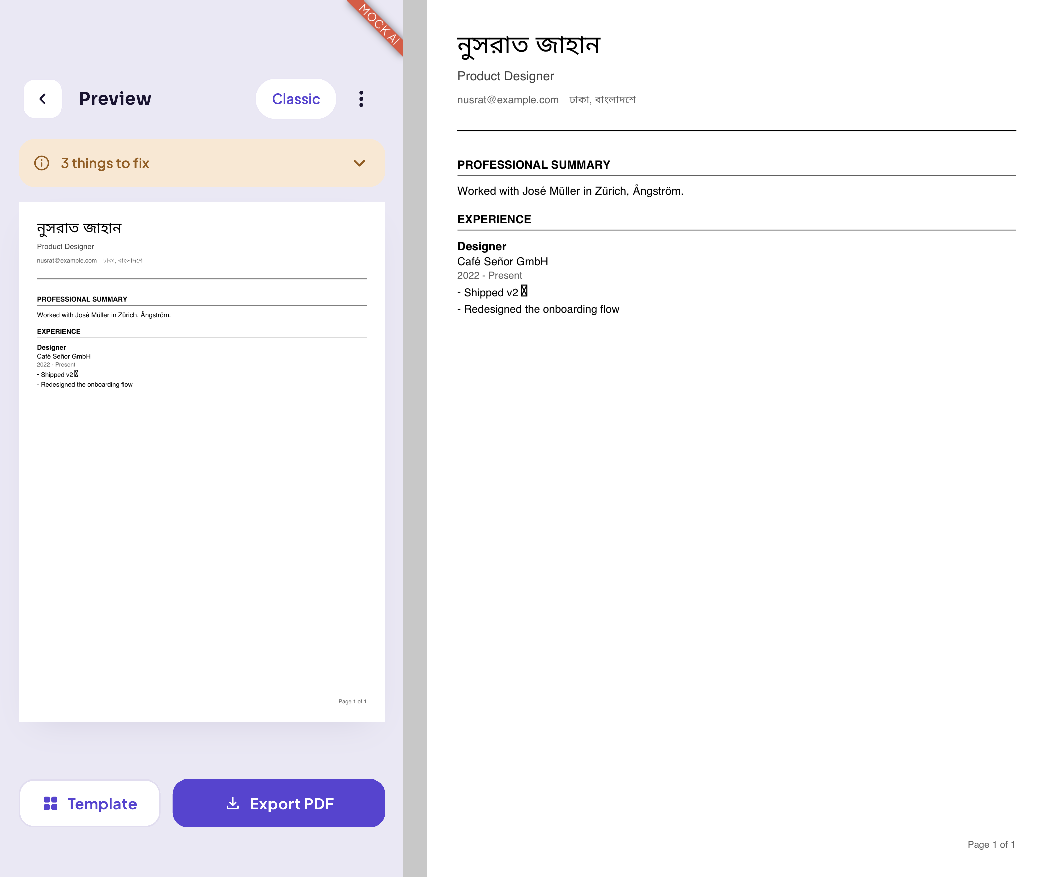 MOCK AI
Preview
Classic
3 things to fix
নুসরাত জাহান
Product Designer
nusrat@example.com ঢাকা, বাংলাদেশে
PROFESSIONAL SUMMARY
Worked with José Müller in Zürich, Ångström.
EXPERIENCE
Designer
Café Señor GmbH
2022 - Present
- Shipped v2
- Redesigned the onboarding flow
Page 1 of 1
Template
Export PDF
নুসরাত জাহান
Product Designer
nusrat@example.com ঢাকা, বাংলাদেশে
PROFESSIONAL SUMMARY
Worked with José Müller in Zürich, Ångström.
EXPERIENCE
Designer
Café Señor GmbH
2022 - Present
- Shipped v2
- Redesigned the onboarding flow
Page 1 of 1